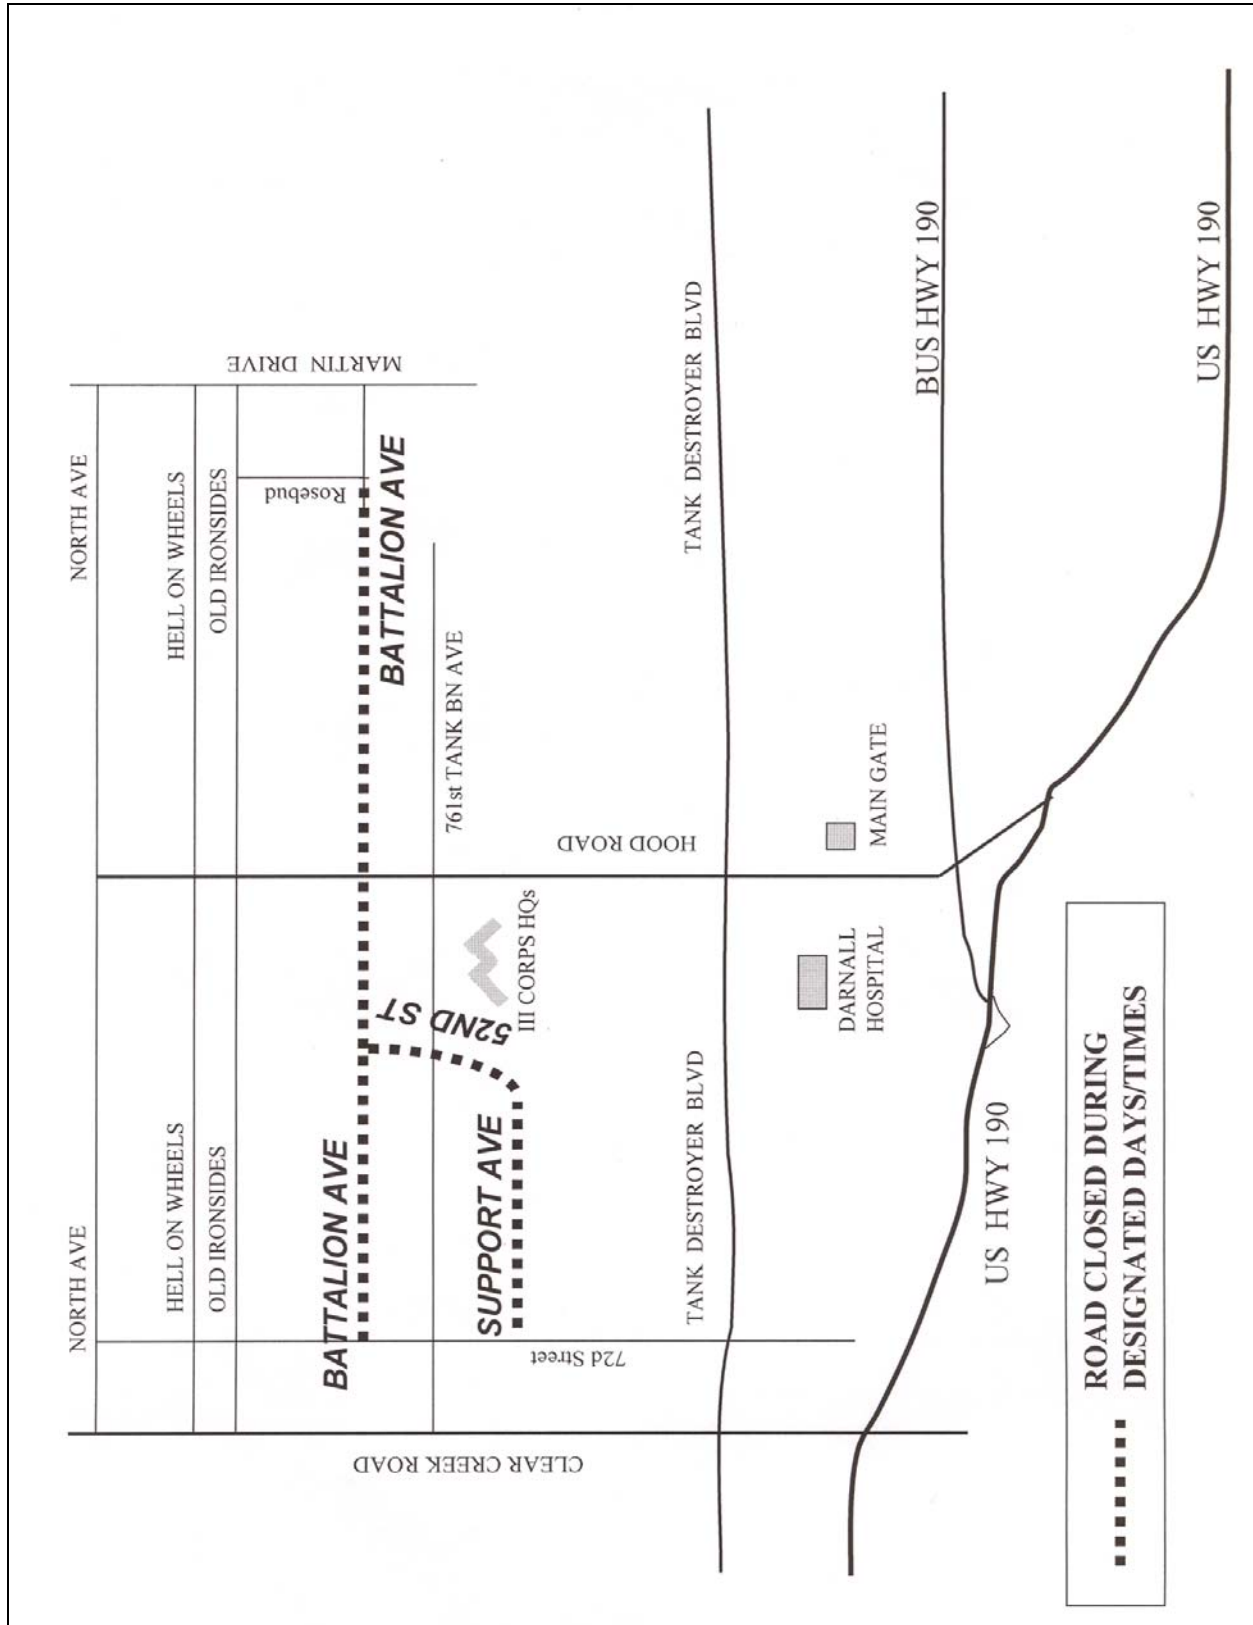 NORTH AVE
NORTH AVE
HELL ON WHEELS
HELL ON WHEELS
OLD IRONSIDES
OLD IRONSIDES
MARTIN DRIVE
Rosebud
BATTALION AVE
BATTALION AVE
761st TANK BN AVE
52ND ST
SUPPORT AVE
III CORPS HQs
HOOD ROAD
72d Street
CLEAR CREEK ROAD
TANK DESTROYER BLVD
TANK DESTROYER BLVD
DARNALL
HOSPITAL
MAIN GATE
BUS HWY 190
US HWY 190
US HWY 190
ROAD CLOSED DURING
DESIGNATED DAYS/TIMES